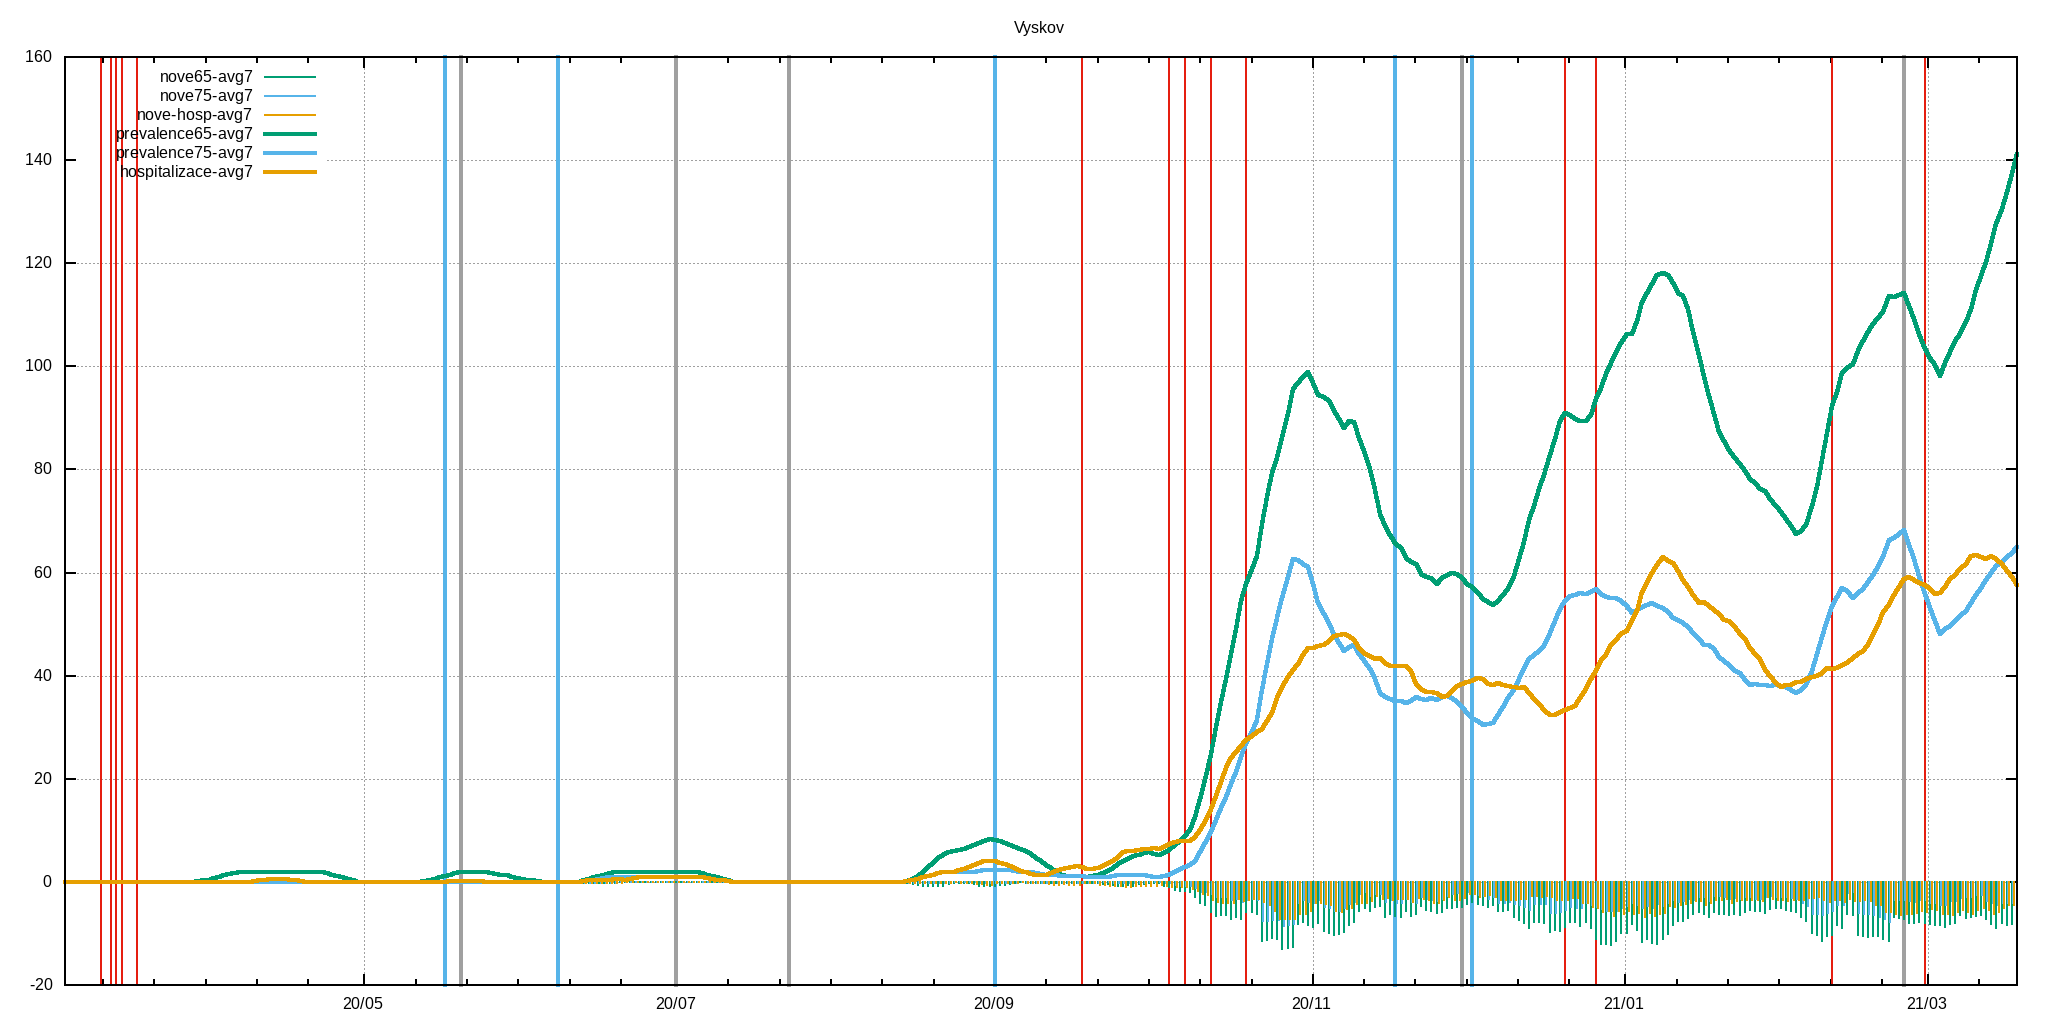 Vyskov
160
140
120
100
80
60
40
20
0
-20
nove65-avg7
nove75-avg7
nove-hosp-avg7
prevalence65-avg7
prevalence75-avg7
hospitalizace-avg7
20/05 20/07 20/09 20/11 21/01 21/03